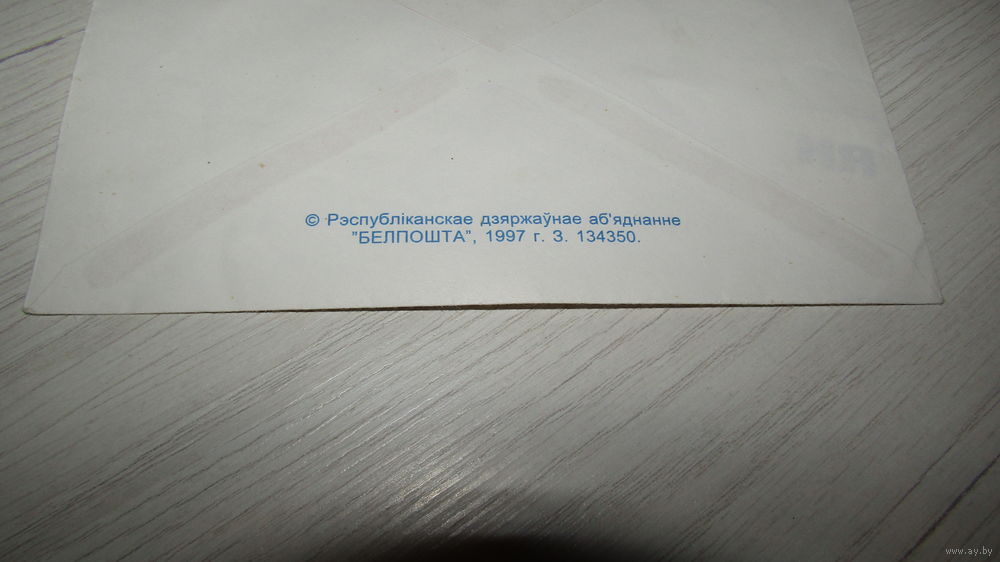 © Рэспубліканскае дзяржаўнае аб'яднанне
"БЕЛПОШТА", 1997 г. З. 134350.
www.ay.by